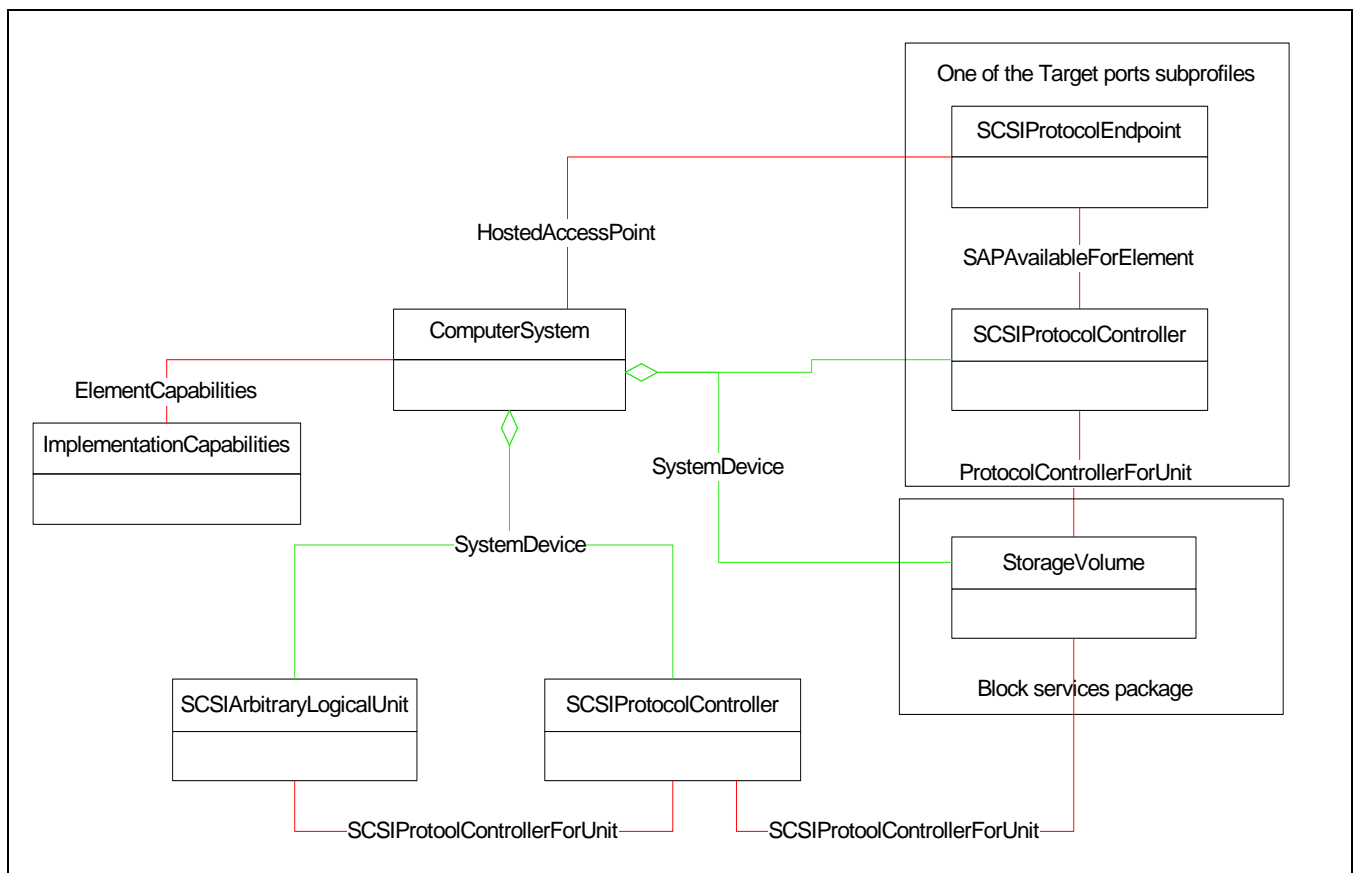 One of the Target ports subprofiles
SCSIProtocolEndpoint
HostedAccessPoint
SAPAvailableForElement
ComputerSystem
SCSIProtocolController
ElementCapabilities
ImplementationCapabilities
SystemDevice
ProtocolControllerForUnit
SystemDevice
StorageVolume
SCSIArbitraryLogicalUnit
SCSIProtocolController
Block services package
SCSIProtoolControllerForUnit
SCSIProtoolControllerForUnit